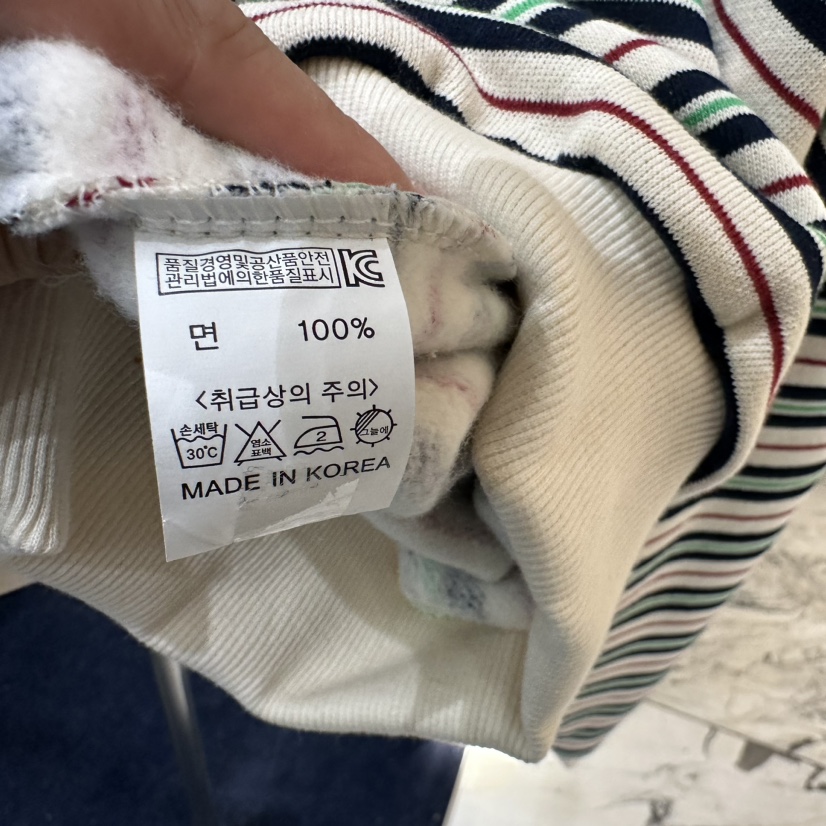 품질경영및공산품안전
관리법에의한품질표시
KC
면 100%
<취급상의 주의>
손세탁
30℃
염소
표백
2
그늘에
MADE IN KOREA